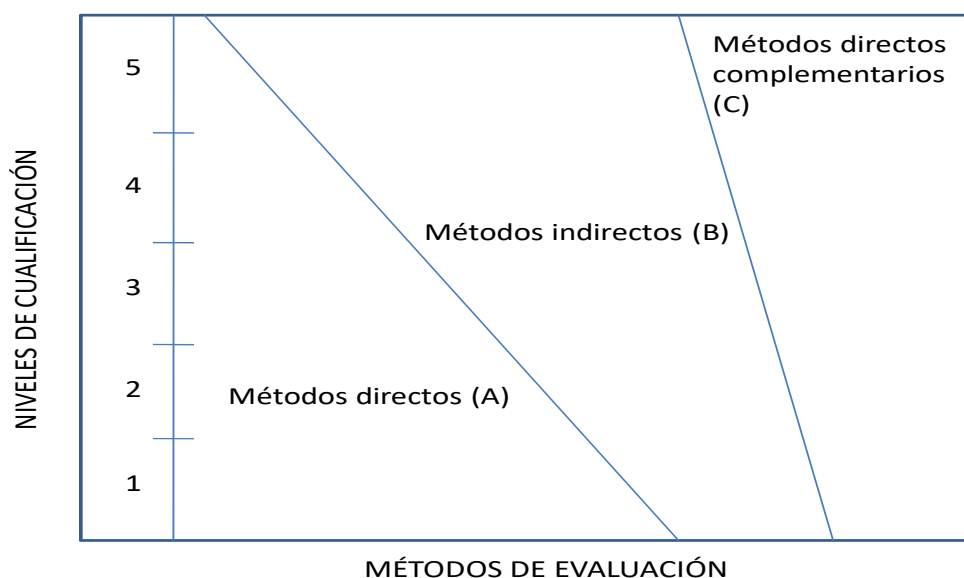 Métodos directos
complementarios
(C)
5
4
Métodos indirectos (B)
3
Métodos directos (A)
2
1
NIVELES DE CUALIFICACIÓN
MÉTODOS DE EVALUACIÓN